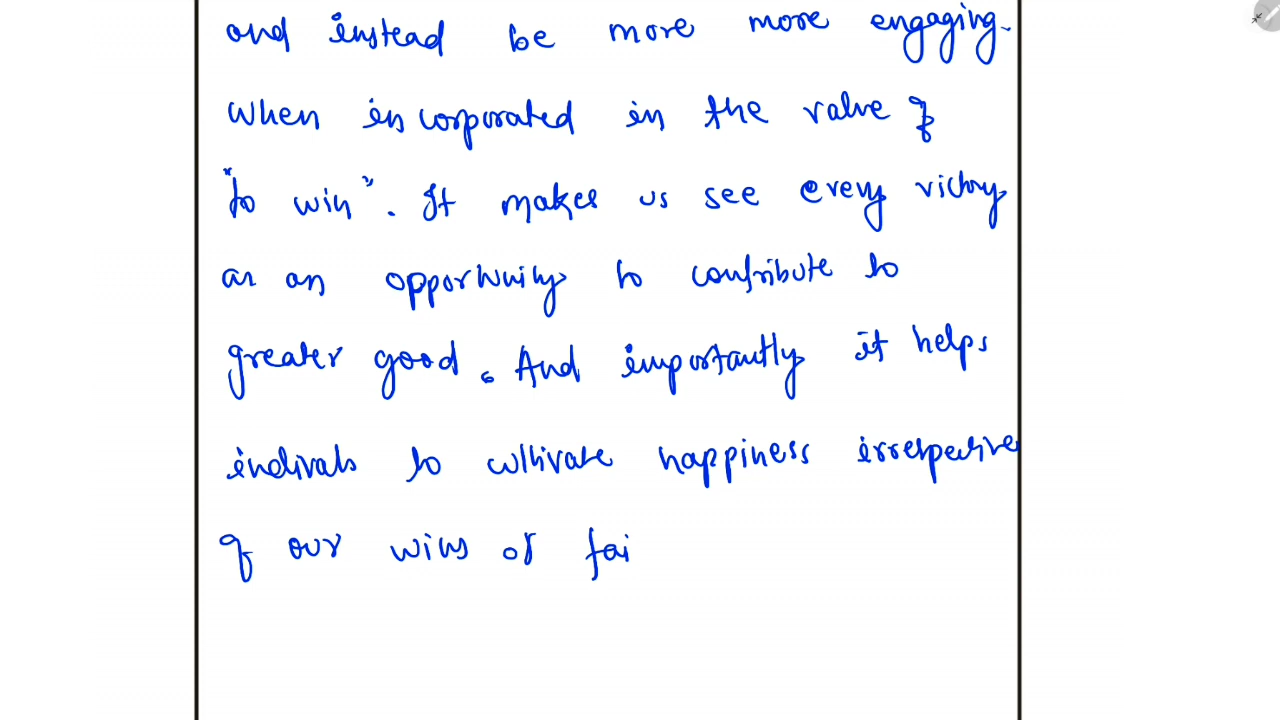 and instead be more more engaging.
When incorporated in the value of
"to win". It makes us see every victory
as an opportunity to contribute to
greater good. And importantly it helps
indivals to cultivate happiness irrespective
of our wins or fai